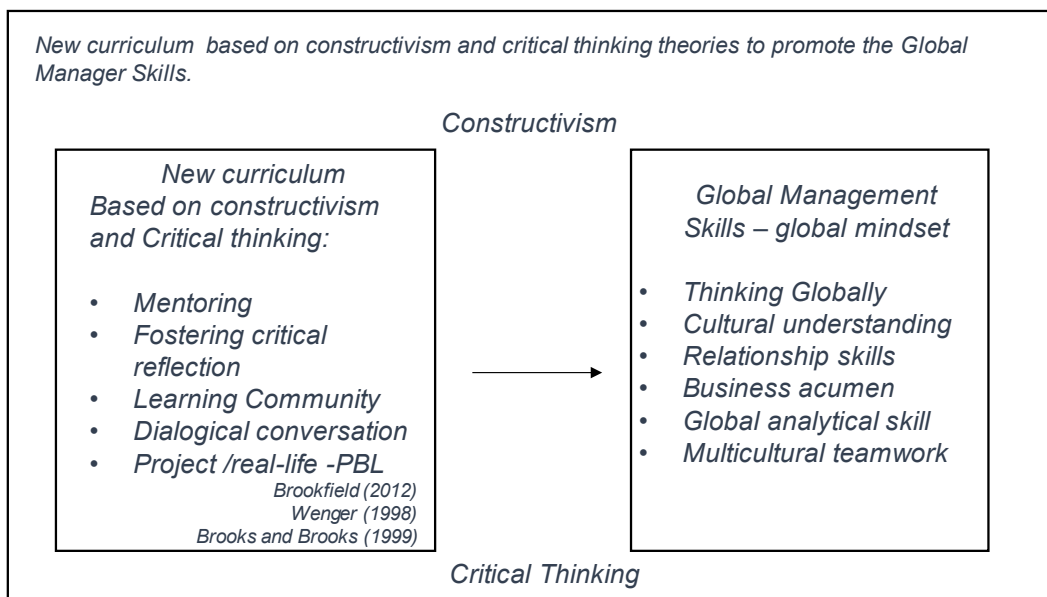 New curriculum  based on constructivism and critical thinking theories to promote the Global
Manager Skills.
Constructivism
New curriculum
Based on constructivism
and Critical thinking:
• Mentoring
• Fostering critical
reflection
• Learning Community
• Dialogical conversation
• Project /real-life -PBL
Brookfield (2012)
Wenger (1998)
Brooks and Brooks (1999)
Global Management
Skills – global mindset
• Thinking Globally
• Cultural understanding
• Relationship skills
• Business acumen
• Global analytical skill
• Multicultural teamwork
Critical Thinking